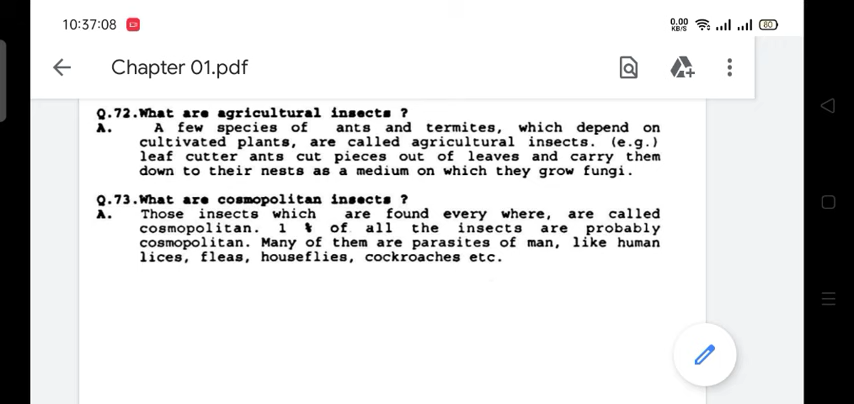 10:37:08
0.00 KB/S
80
Chapter 01.pdf
Q.72.What are agricultural insects ?
A. A few species of ants and termites, which depend on
cultivated plants, are called agricultural insects. (e.g.)
leaf cutter ants cut pieces out of leaves and carry them
down to their nests as a medium on which they grow fungi.
Q.73.What are cosmopolitan insects ?
A. Those insects which are found every where, are called
cosmopolitan. 1 % of all the insects are probably
cosmopolitan. Many of them are parasites of man, like human
lices, fleas, houseflies, cockroaches etc.